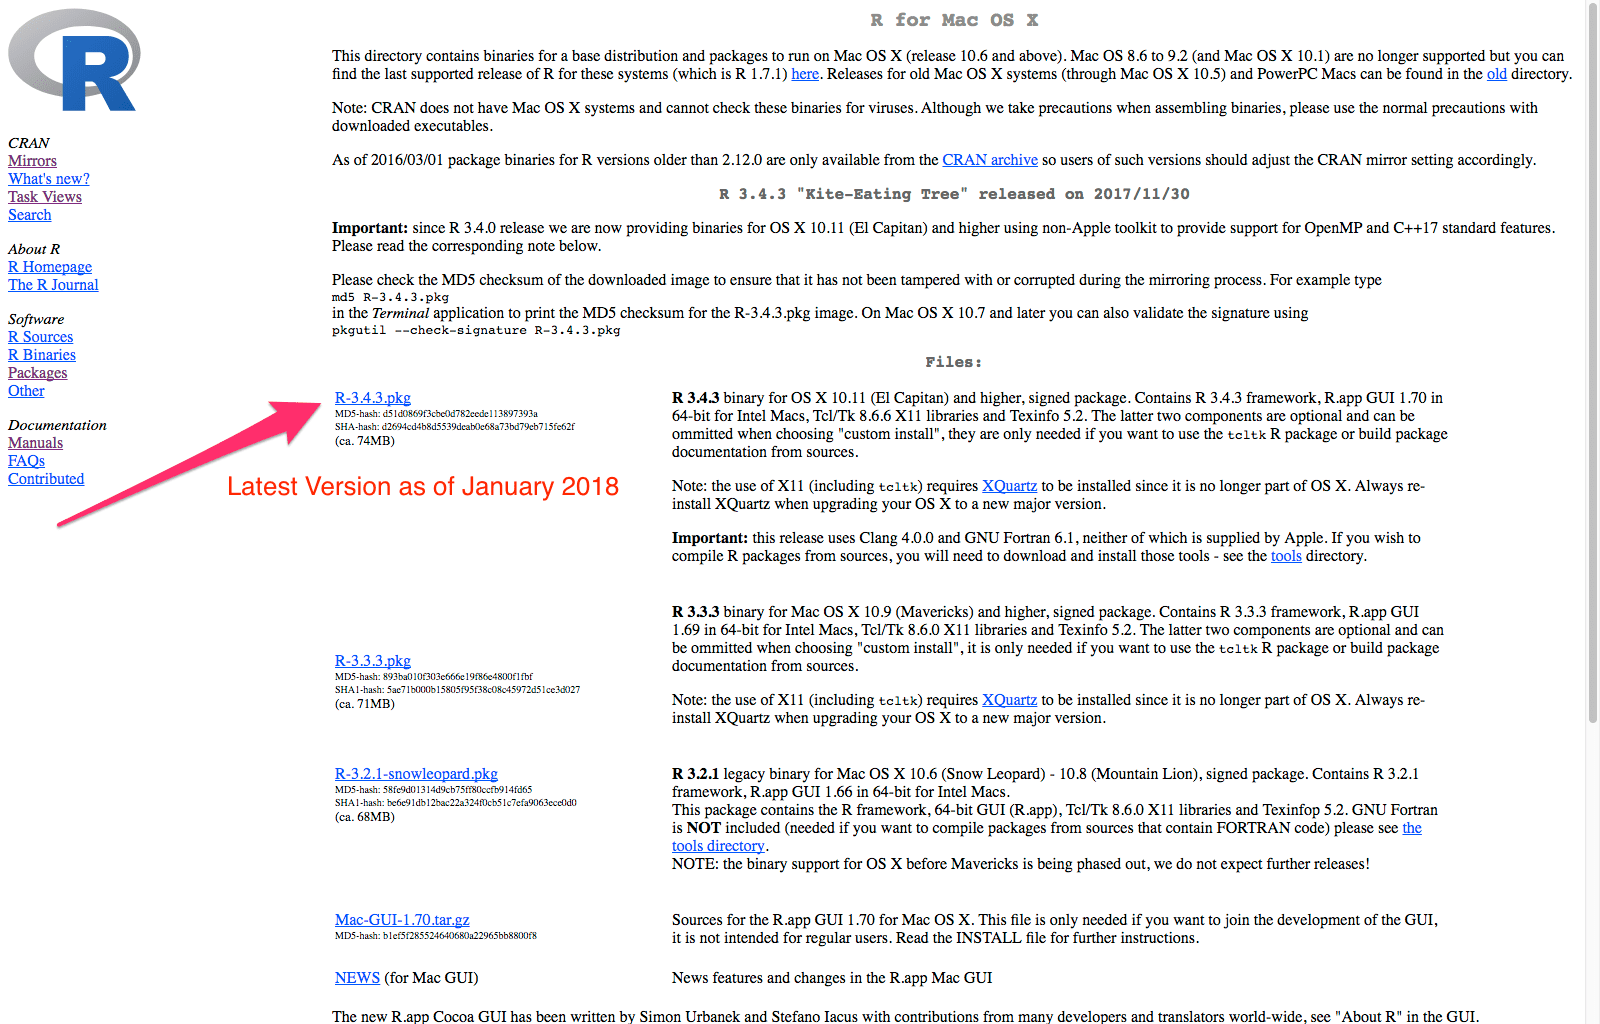 R
CRAN
Mirrors
What's new?
Task Views
Search
About R
R Homepage
The R Journal
Software
R Sources
R Binaries
Packages
Other
Documentation
Manuals
FAQs
Contributed
R for Mac OS X
This directory contains binaries for a base distribution and packages to run on Mac OS X (release 10.6 and above). Mac OS 8.6 to 9.2 (and Mac OS X 10.1) are no longer supported but you can
find the last supported release of R for these systems (which is R 1.7.1) here. Releases for old Mac OS X systems (through Mac OS X 10.5) and PowerPC Macs can be found in the old directory.
Note: CRAN does not have Mac OS X systems and cannot check these binaries for viruses. Although we take precautions when assembling binaries, please use the normal precautions with
downloaded executables.
As of 2016/03/01 package binaries for R versions older than 2.12.0 are only available from the CRAN archive so users of such versions should adjust the CRAN mirror setting accordingly.
R 3.4.3 "Kite-Eating Tree" released on 2017/11/30
Important: since R 3.4.0 release we are now providing binaries for OS X 10.11 (El Capitan) and higher using non-Apple toolkit to provide support for OpenMP and C++17 standard features.
Please read the corresponding note below.
Please check the MD5 checksum of the downloaded image to ensure that it has not been tampered with or corrupted during the mirroring process. For example type
md5 R-3.4.3.pkg
in the Terminal application to print the MD5 checksum for the R-3.4.3.pkg image. On Mac OS X 10.7 and later you can also validate the signature using
pkgutil --check-signature R-3.4.3.pkg
Files:
R-3.4.3.pkg
MD5-hash: d51d0869f3cbe0d782eede113897393a
SHA-hash: d2694cd4b8d5539deab0e68a73bd79eb715fe62f
(ca. 74MB)
Latest Version as of January 2018
R 3.4.3 binary for OS X 10.11 (El Capitan) and higher, signed package. Contains R 3.4.3 framework, R.app GUI 1.70 in
64-bit for Intel Macs, Tcl/Tk 8.6.6 X11 libraries and Texinfo 5.2. The latter two components are optional and can be
ommitted when choosing "custom install", they are only needed if you want to use the tcltk R package or build package
documentation from sources.
Note: the use of X11 (including tcltk) requires XQuartz to be installed since it is no longer part of OS X. Always re-
install XQuartz when upgrading your OS X to a new major version.
Important: this release uses Clang 4.0.0 and GNU Fortran 6.1, neither of which is supplied by Apple. If you wish to
compile R packages from sources, you will need to download and install those tools - see the tools directory.
R-3.3.3.pkg
MD5-hash: 893ba010f303e666e19f86e4800f1fbf
SHA1-hash: 5ae71b000b15805f95f38c08c45972d51ce3d027
(ca. 71MB)
R 3.3.3 binary for Mac OS X 10.9 (Mavericks) and higher, signed package. Contains R 3.3.3 framework, R.app GUI
1.69 in 64-bit for Intel Macs, Tcl/Tk 8.6.0 X11 libraries and Texinfo 5.2. The latter two components are optional and can
be ommitted when choosing "custom install", it is only needed if you want to use the tcltk R package or build package
documentation from sources.
Note: the use of X11 (including tcltk) requires XQuartz to be installed since it is no longer part of OS X. Always re-
install XQuartz when upgrading your OS X to a new major version.
R-3.2.1-snowleopard.pkg
MD5-hash: 58fe9d01314d9cb75ff80ccfb914fd65
SHA1-hash: be6e91db12bac22a324f0cb51c7efa9063ece0d0
(ca. 68MB)
R 3.2.1 legacy binary for Mac OS X 10.6 (Snow Leopard) - 10.8 (Mountain Lion), signed package. Contains R 3.2.1
framework, R.app GUI 1.66 in 64-bit for Intel Macs.
This package contains the R framework, 64-bit GUI (R.app), Tcl/Tk 8.6.0 X11 libraries and Texinfop 5.2. GNU Fortran
is NOT included (needed if you want to compile packages from sources that contain FORTRAN code) please see the
tools directory.
NOTE: the binary support for OS X before Mavericks is being phased out, we do not expect further releases!
Mac-GUI-1.70.tar.gz
MD5-hash: b1ef5f285524640680a22965bb8800f8
Sources for the R.app GUI 1.70 for Mac OS X. This file is only needed if you want to join the development of the GUI,
it is not intended for regular users. Read the INSTALL file for further instructions.
NEWS (for Mac GUI)
News features and changes in the R.app Mac GUI
The new R.app Cocoa GUI has been written by Simon Urbanek and Stefano Iacus with contributions from many developers and translators world-wide, see "About R" in the GUI.